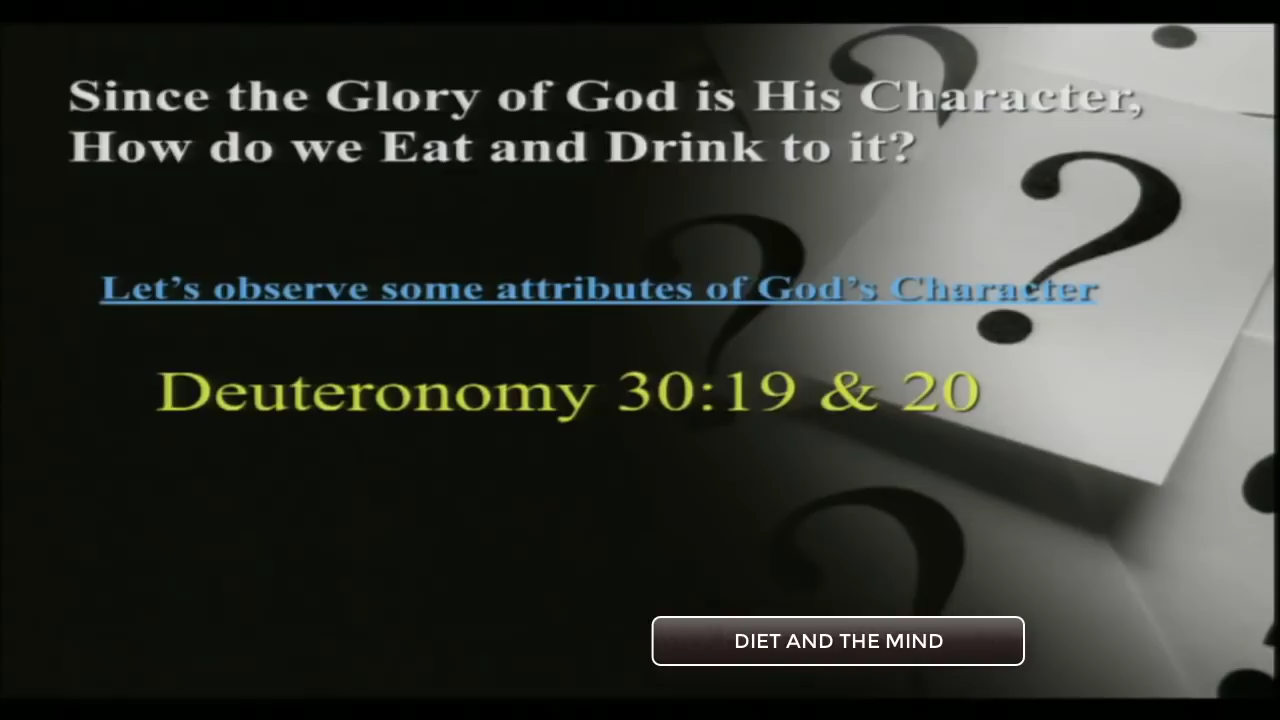 Since the Glory of God is His Character,
How do we Eat and Drink to it?
Let's observe some attributes of God's Character
Deuteronomy 30:19 & 20
DIET AND THE MIND